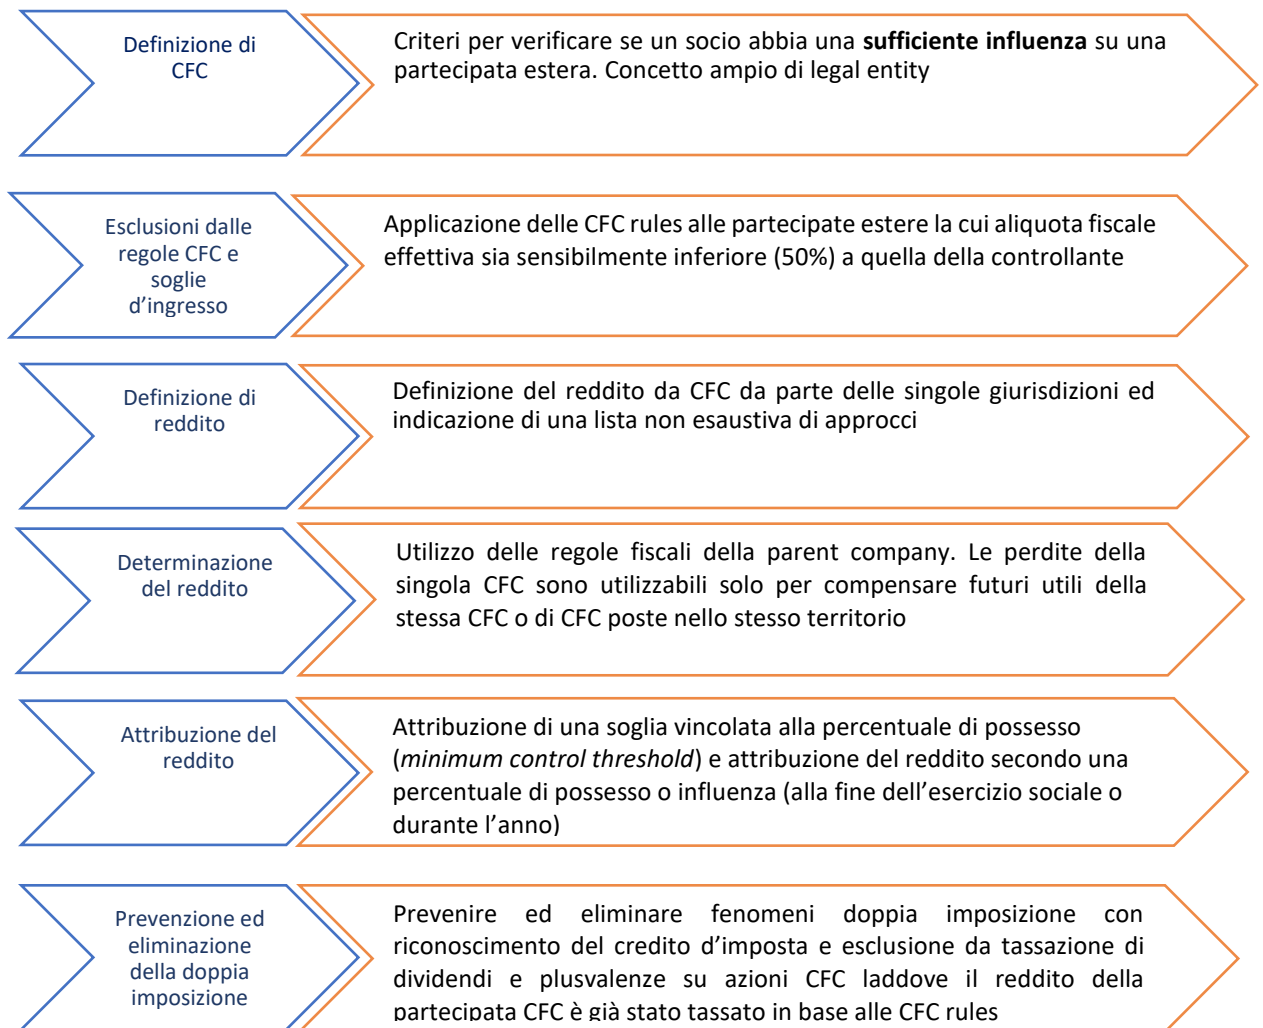 Definizione di
CFC
Criteri per verificare se un socio abbia una sufficiente influenza su una
partecipata estera. Concetto ampio di legal entity
Esclusioni dalle
regole CFC e
soglie
d’ingresso
Applicazione delle CFC rules alle partecipate estere la cui aliquota fiscale
effettiva sia sensibilmente inferiore (50%) a quella della controllante
Definizione di
reddito
Definizione del reddito da CFC da parte delle singole giurisdizioni ed
indicazione di una lista non esaustiva di approcci
Determinazione
del reddito
Utilizzo delle regole fiscali della parent company. Le perdite della
singola CFC sono utilizzabili solo per compensare futuri utili della
stessa CFC o di CFC poste nello stesso territorio
Attribuzione del
reddito
Attribuzione di una soglia vincolata alla percentuale di possesso
(minimum control threshold) e attribuzione del reddito secondo una
percentuale di possesso o influenza (alla fine dell’esercizio sociale o
durante l’anno)
Prevenzione ed
eliminazione
della doppia
imposizione
Prevenire ed eliminare fenomeni doppia imposizione con
riconoscimento del credito d’imposta e esclusione da tassazione di
dividendi e plusvalenze su azioni CFC laddove il reddito della
partecipata CFC è già stato tassato in base alle CFC rules